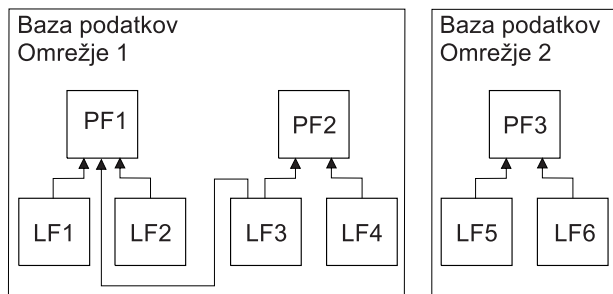 Baza podatkov
Omrežje 1
PF1
PF2
LF1
LF2
LF3
LF4
Baza podatkov
Omrežje 2
PF3
LF5
LF6